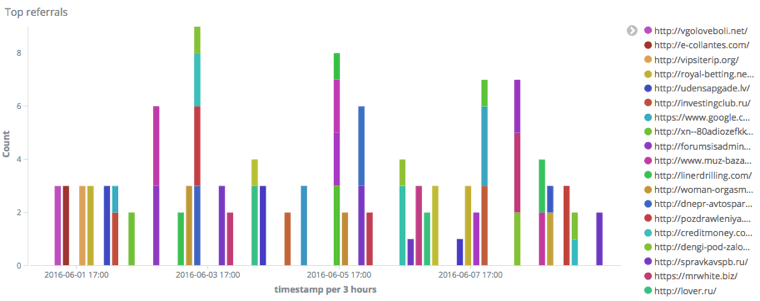 Top referrals
Count
8
6
4
2
0
2016-06-01 17:00
2016-06-03 17:00
2016-06-05 17:00
2016-06-07 17:00
timestamp per 3 hours
http://vgoloveboli.net/
http://e-collantes.com/
http://vipsiterip.org/
http://royal-betting.ne...
http://udensapgade.lv/
http://investingclub.ru/
https://www.google.c...
http://xn--80adiozefkk...
http://forumsisadmin...
http://www.muz-baza...
http://linerdrilling.com/
http://woman-orgasm...
http://dnepr-avtospar...
http://pozdrawleniya....
http://creditmoney.co...
http://dengi-pod-zalo...
http://spravkavspb.ru/
https://mrwhite.biz/
http://lover.ru/